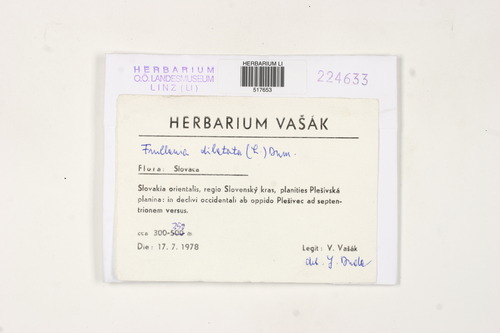 HERBARIUM
O.Ö. LANDESMUSEUM
LINZ (LI)
HERBARIUM LI
517653
224633
HERBARIUM VAŠÁK
Frullania dilatata (L.) Dum.
Flora: Slovaca
Slovakia orientalis, regio Slovenský kras, planities Plešivská
planina: in declivi occidentali ab oppido Plešivec ad septen-
trionem versus.
cca 300-500 m
Die: 17. 7. 1978
Legit: V. Vašák
det. J. Duda